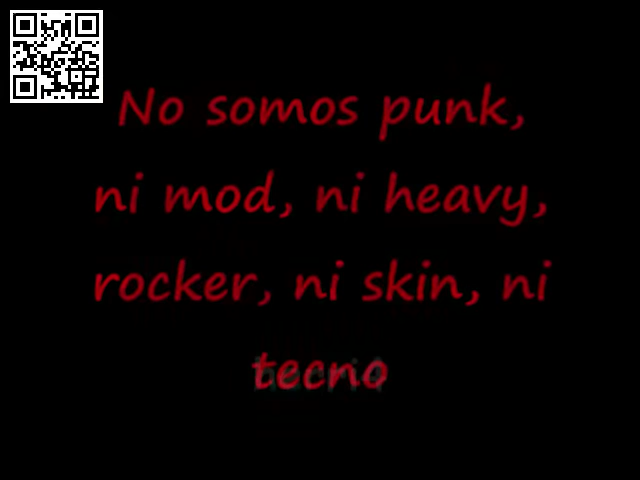 No somos punk,
ni mod, ni heavy,
rocker, ni skin, ni
tecno